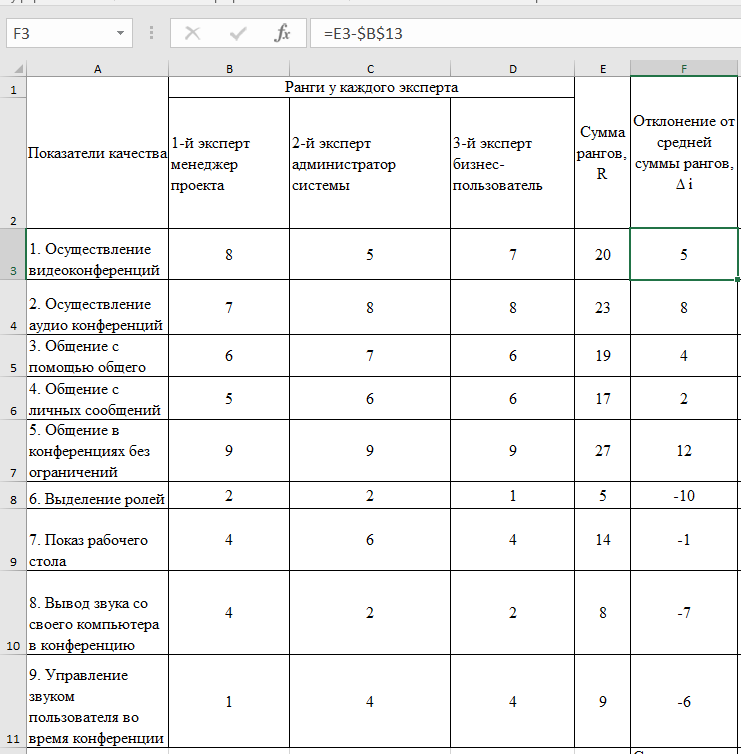 F3
fx
=E3-$B$13
A B C D E F
1
Ранги у каждого эксперта
2
Показатели качества
1-й эксперт
менеджер
проекта
2-й эксперт
администратор
системы
3-й эксперт
бизнес-
пользователь
Сумма
рангов,
R
Отклонение от
средней
суммы рангов,
Δ i
3
1. Осуществление
видеоконференций
8 5 7 20 5
4
2. Осуществление
аудио конференций
7 8 8 23 8
5
3. Общение с
помощью общего
6 7 6 19 4
6
4. Общение с
личных сообщений
5 6 6 17 2
7
5. Общение в
конференциях без
ограничений
9 9 9 27 12
8
6. Выделение ролей
2 2 1 5 -10
9
7. Показ рабочего
стола
4 6 4 14 -1
10
8. Вывод звука со
своего компьютера
в конференцию
4 2 2 8 -7
11
9. Управление
звуком
пользователя во
время конференции
1 4 4 9 -6